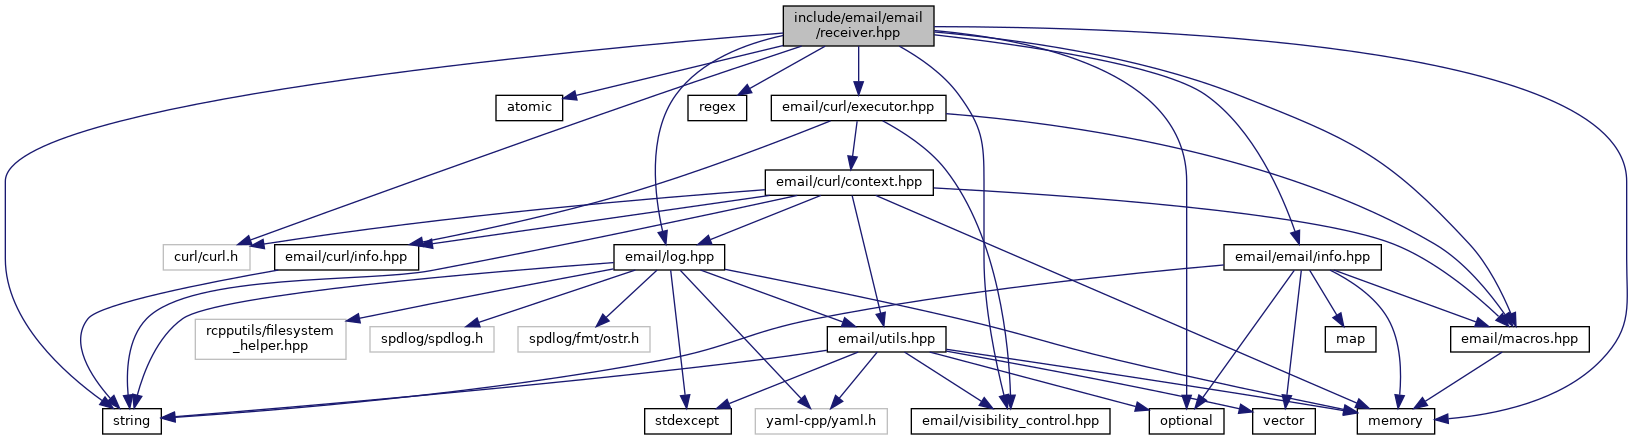 include/email/email
/receiver.hpp
atomic
regex
email/curl/executor.hpp
email/curl/context.hpp
curl/curl.h
email/curl/info.hpp
email/log.hpp
email/email/info.hpp
rcpputils/filesystem
_helper.hpp
spdlog/spdlog.h
spdlog/fmt/ostr.h
email/utils.hpp
map
email/macros.hpp
string
stdexcept
yaml-cpp/yaml.h
email/visibility_control.hpp
optional
vector
memory